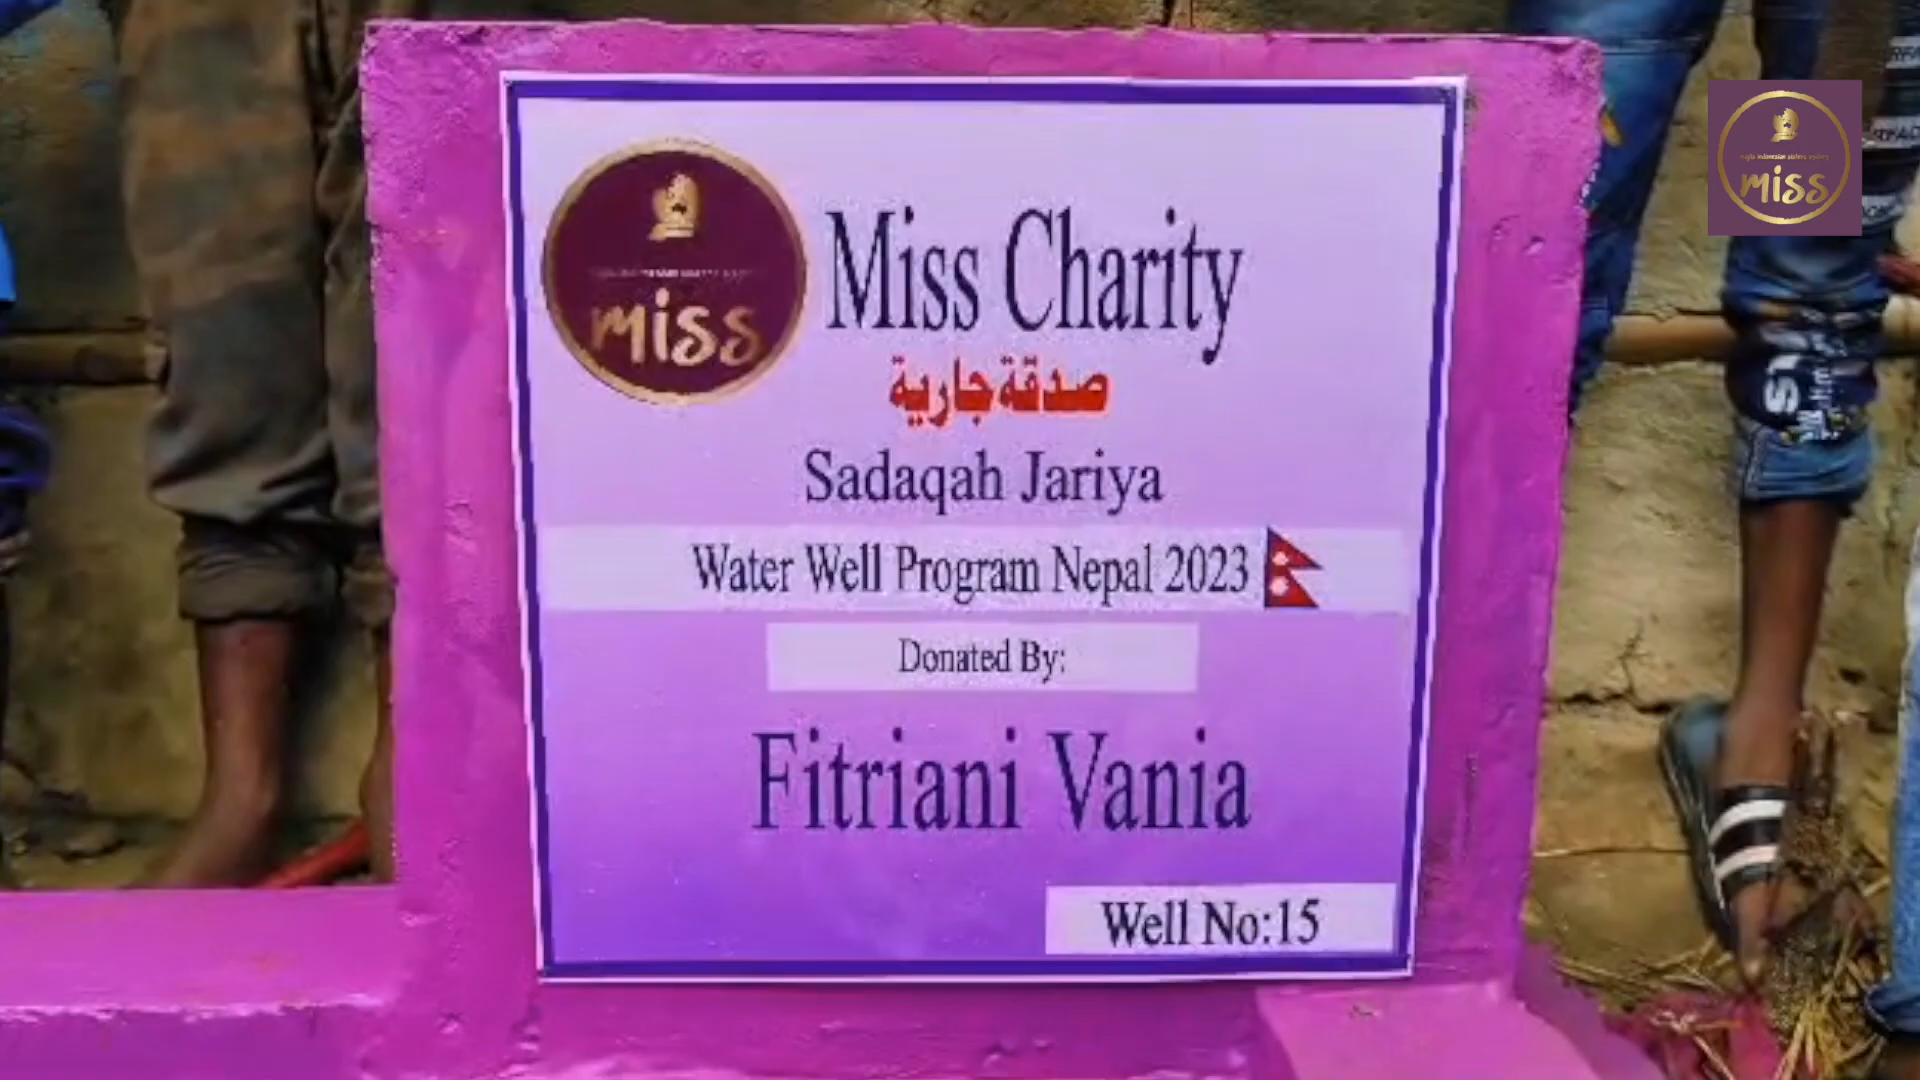 miss
Miss Charity
صدقة جارية
Sadaqah Jariya
Water Well Program Nepal 2023
Donated By:
Fitriani Vania
Well No:15
miss